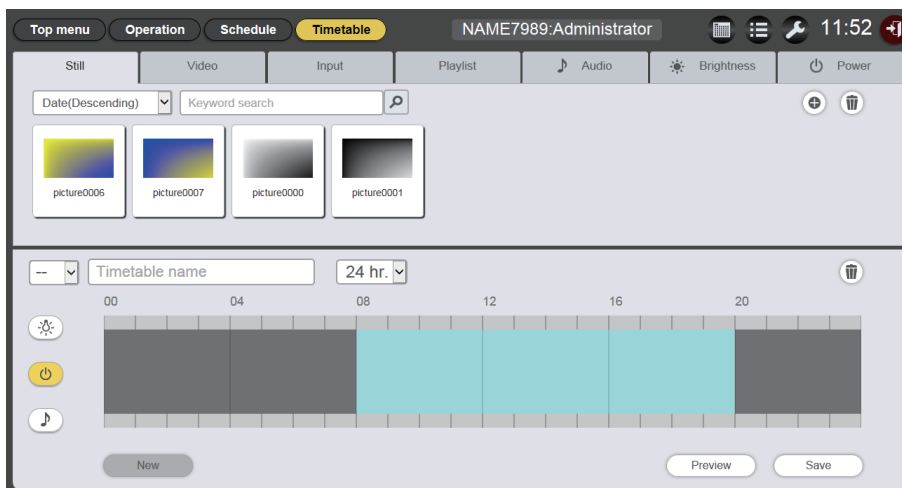 Top menu Operation Schedule Timetable NAME7989:Administrator 11:52
Still Video Input Playlist Audio Brightness Power
Date(Descending) Keyword search
picture0006 picture0007 picture0000 picture0001
-- Timetable name 24 hr.
00 04 08 12 16 20
New Preview Save